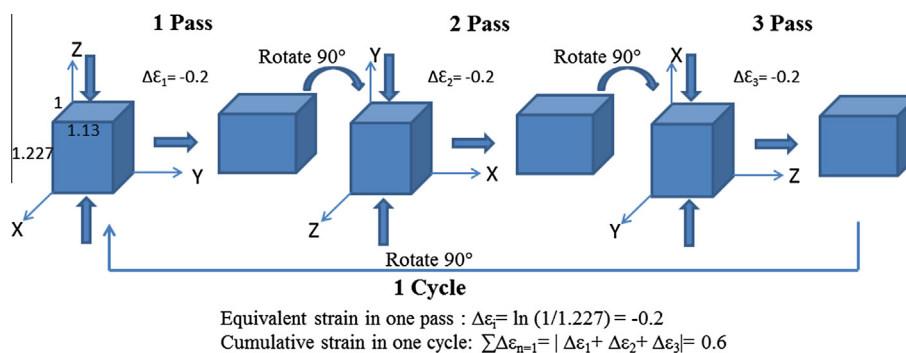 1 Pass
2 Pass
3 Pass
Z
Rotate 90°
Y
Rotate 90°
X
Δε₁= -0.2
Δε₂= -0.2
Δε₃= -0.2
1
1.13
1.227
Y
X
Z
X
Z
Y
Rotate 90°
1 Cycle
Equivalent strain in one pass : Δεᵢ= ln (1/1.227) = -0.2
Cumulative strain in one cycle: ∑Δεₙ₌₁= | Δε₁+ Δε₂+ Δε₃|= 0.6